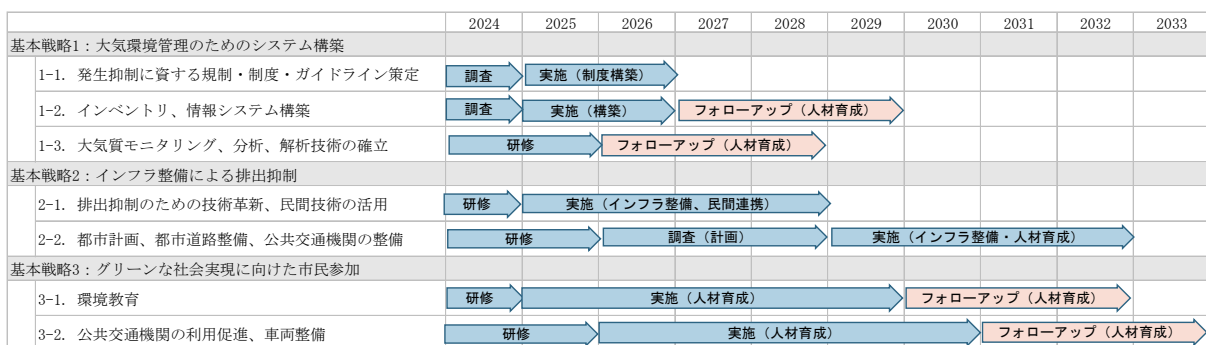 2024 2025 2026 2027 2028 2029 2030 2031 2032 2033
基本戦略1：大気環境管理のためのシステム構築
1-1. 発生抑制に資する規制・制度・ガイドライン策定 調査 実施（制度構築）
1-2. インベントリ、情報システム構築 調査 実施（構築） フォローアップ（人材育成）
1-3. 大気質モニタリング、分析、解析技術の確立 研修 フォローアップ（人材育成）
基本戦略2：インフラ整備による排出抑制
2-1. 排出抑制のための技術革新、民間技術の活用 研修 実施（インフラ整備、民間連携）
2-2. 都市計画、都市道路整備、公共交通機関の整備 研修 調査（計画） 実施（インフラ整備・人材育成）
基本戦略3：グリーンな社会実現に向けた市民参加
3-1. 環境教育 研修 実施（人材育成） フォローアップ（人材育成）
3-2. 公共交通機関の利用促進、車両整備 研修 実施（人材育成） フォローアップ（人材育成）